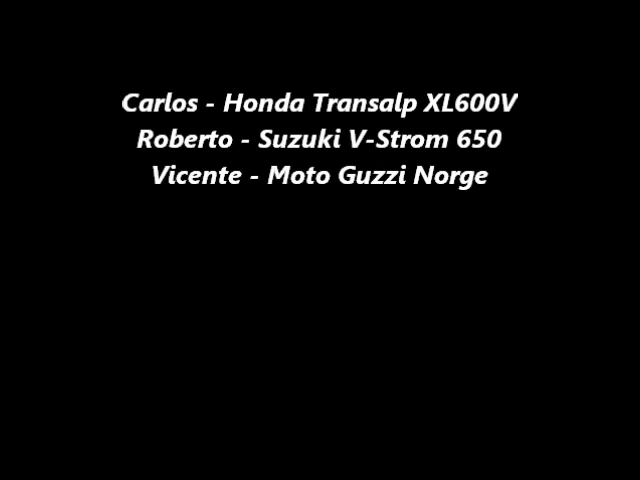 Carlos - Honda Transalp XL600V
Roberto - Suzuki V-Strom 650
Vicente - Moto Guzzi Norge